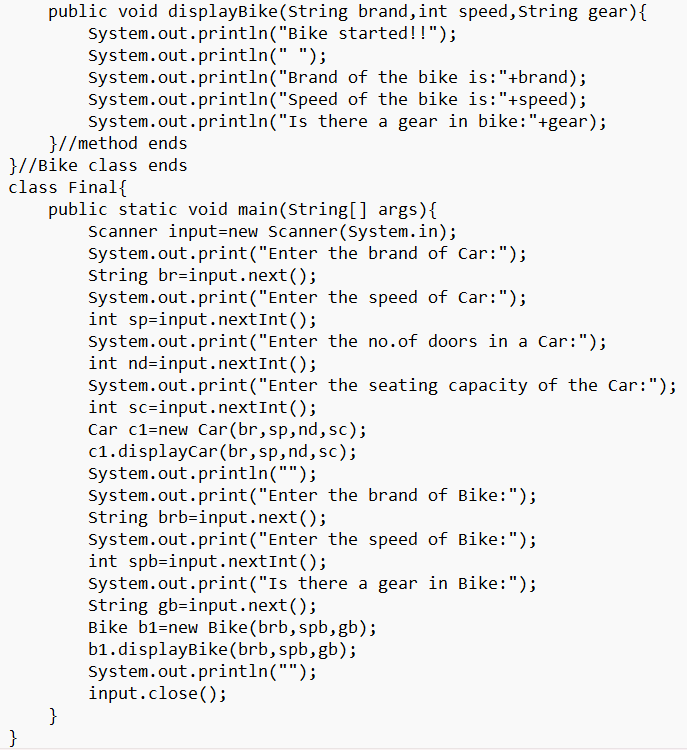 public void displayBike(String brand,int speed,String gear){
        System.out.println("Bike started!!");
        System.out.println(" ");
        System.out.println("Brand of the bike is:"+brand);
        System.out.println("Speed of the bike is:"+speed);
        System.out.println("Is there a gear in bike:"+gear);
    }//method ends
}//Bike class ends
class Final{
    public static void main(String[] args){
        Scanner input=new Scanner(System.in);
        System.out.print("Enter the brand of Car:");
        String br=input.next();
        System.out.print("Enter the speed of Car:");
        int sp=input.nextInt();
        System.out.print("Enter the no.of doors in a Car:");
        int nd=input.nextInt();
        System.out.print("Enter the seating capacity of the Car:");
        int sc=input.nextInt();
        Car c1=new Car(br,sp,nd,sc);
        c1.displayCar(br,sp,nd,sc);
        System.out.println("");
        System.out.print("Enter the brand of Bike:");
        String brb=input.next();
        System.out.print("Enter the speed of Bike:");
        int spb=input.nextInt();
        System.out.print("Is there a gear in Bike:");
        String gb=input.next();
        Bike b1=new Bike(brb,spb,gb);
        b1.displayBike(brb,spb,gb);
        System.out.println("");
        input.close();
    }
}